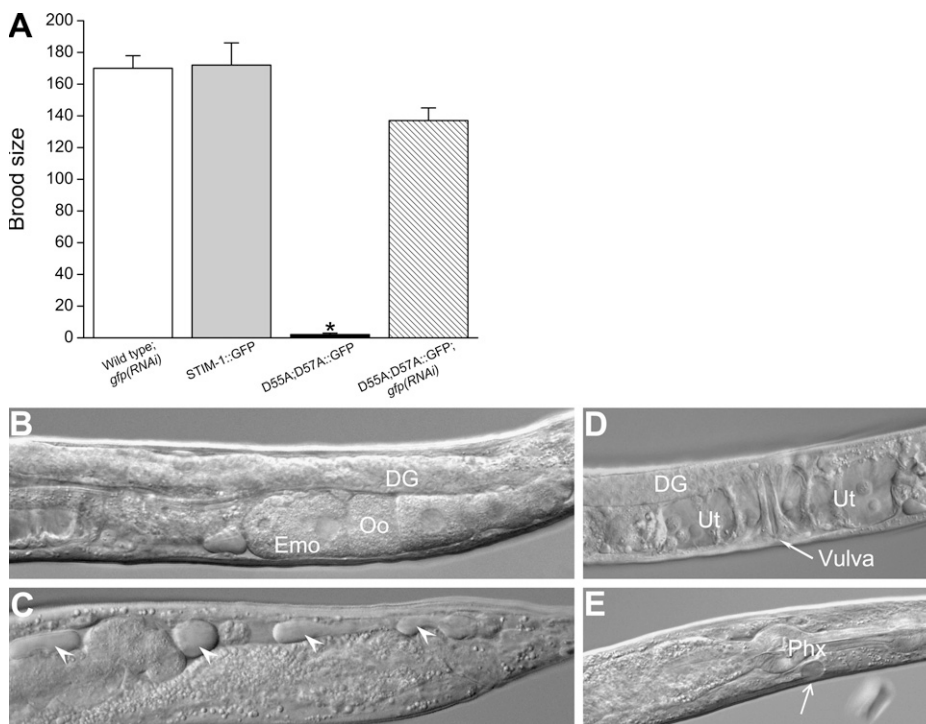 A
200
180
160
140
120
100
80
60
40
20
0
Brood size
*
Wild type;
gfp(RNAi)
STIM-1::GFP
D55A;D57A::GFP
D55A;D57A::GFP;
gfp(RNAi)
B
DG
Oo
Emo
C
D
DG
Ut
Ut
Vulva
E
Phx